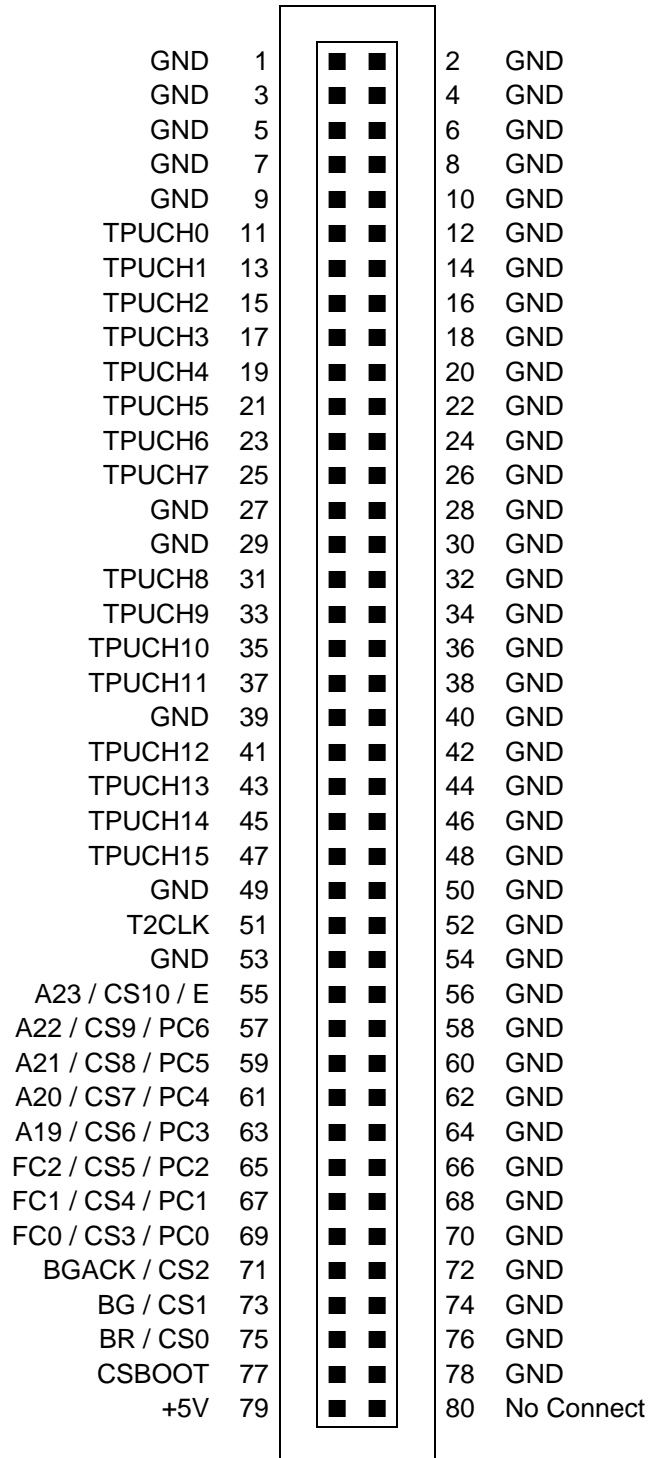 GND 1 2 GND
GND 3 4 GND
GND 5 6 GND
GND 7 8 GND
GND 9 10 GND
TPUCH0 11 12 GND
TPUCH1 13 14 GND
TPUCH2 15 16 GND
TPUCH3 17 18 GND
TPUCH4 19 20 GND
TPUCH5 21 22 GND
TPUCH6 23 24 GND
TPUCH7 25 26 GND
GND 27 28 GND
GND 29 30 GND
TPUCH8 31 32 GND
TPUCH9 33 34 GND
TPUCH10 35 36 GND
TPUCH11 37 38 GND
GND 39 40 GND
TPUCH12 41 42 GND
TPUCH13 43 44 GND
TPUCH14 45 46 GND
TPUCH15 47 48 GND
GND 49 50 GND
T2CLK 51 52 GND
GND 53 54 GND
A23 / CS10 / E 55 56 GND
A22 / CS9 / PC6 57 58 GND
A21 / CS8 / PC5 59 60 GND
A20 / CS7 / PC4 61 62 GND
A19 / CS6 / PC3 63 64 GND
FC2 / CS5 / PC2 65 66 GND
FC1 / CS4 / PC1 67 68 GND
FC0 / CS3 / PC0 69 70 GND
BGACK / CS2 71 72 GND
BG / CS1 73 74 GND
BR / CS0 75 76 GND
CSBOOT 77 78 GND
+5V 79 80 No Connect